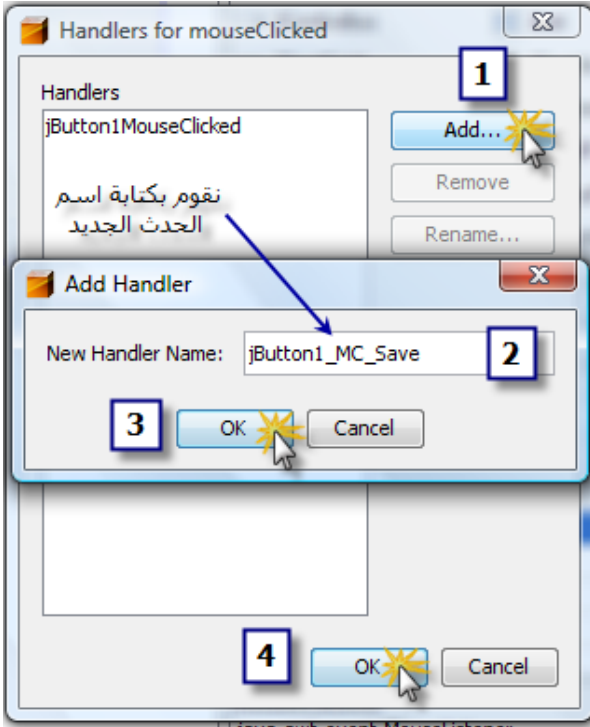 Handlers for mouseClicked
1
Handlers
jButton1MouseClicked
Add...
Remove
نقوم بكتابة اسم
الحدث الجديد
Rename...
Add Handler
New Handler Name:
jButton1_MC_Save
2
3
OK
Cancel
4
OK
Cancel